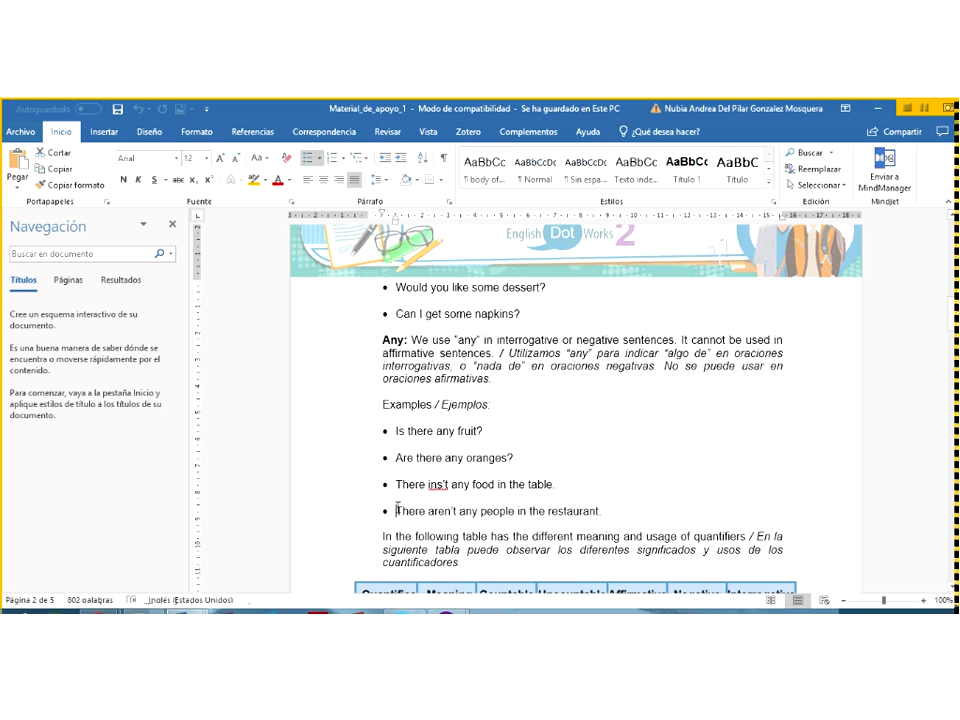 Autoguardado
Material_de_apoyo_1 - Modo de compatibilidad - Se ha guardado en Este PC
Nubia Andrea Del Pilar Gonzalez Mosquera
Archivo Inicio Insertar Diseño Formato Referencias Correspondencia Revisar Vista Zotero Complementos Ayuda ¿Qué desea hacer? Compartir
Pegar
Cortar
Copiar
Copiar formato
Portapapeles
Arial 12
N K S abc x₂ x²
Fuente
Párrafo
AaBbCc AaBbCcDc AaBbCcDc AaBbCc AaBbCc AaBbC
¶ body of... ¶ Normal ¶ Sin espa... Texto inde... Título 1 Título
Estilos
Buscar
Reemplazar
Seleccionar
Edición
Enviar a
MindManager
Mindjet
Navegación
Buscar en documento
Títulos Páginas Resultados
Cree un esquema interactivo de su
documento.
Es una buena manera de saber dónde se
encuentra o moverse rápidamente por el
contenido.
Para comenzar, vaya a la pestaña Inicio y
aplique estilos de título a los títulos de su
documento.
English Dot Works 2
• Would you like some dessert?
• Can I get some napkins?
Any: We use "any" in interrogative or negative sentences. It cannot be used in
affirmative sentences. / Utilizamos "any" para indicar "algo de" en oraciones
interrogativas, o "nada de" en oraciones negativas. No se puede usar en
oraciones afirmativas.
Examples / Ejemplos:
• Is there any fruit?
• Are there any oranges?
• There ins't any food in the table.
• There aren't any people in the restaurant.
In the following table has the different meaning and usage of quantifiers / En la
siguiente tabla puede observar los diferentes significados y usos de los
cuantificadores.
Meaning Countable Uncountable Affirmative Negative
Página 2 de 5 802 palabras Inglés (Estados Unidos) 100%